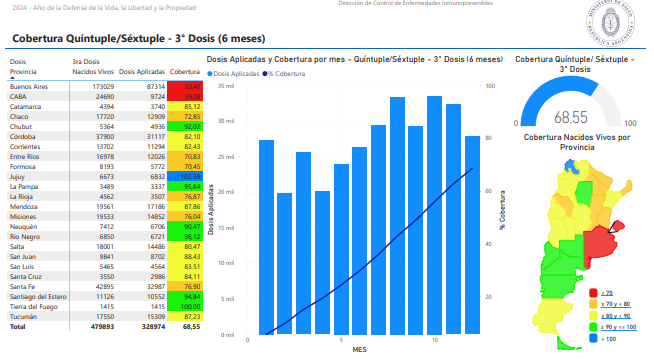 2024 - Año de la Defensa de la Vida, la Libertad y la Propiedad
Dirección de Control de Enfermedades Inmunoprevenibles
MINISTERIO DE SALUD
REPUBLICA ARGENTINA
Cobertura Quíntuple/Séxtuple - 3° Dosis (6 meses)
Dosis 3ra Dosis
Provincia Nacidos Vivos Dosis Aplicadas Cobertura
Buenos Aires 173029 87314 50,46
CABA 24690 9724 39,38
Catamarca 4394 3740 85,12
Chaco 17720 12909 72,85
Chubut 5364 4936 92,02
Córdoba 37900 31117 82,10
Corrientes 13702 11294 82,43
Entre Ríos 16978 12026 70,83
Formosa 8193 5772 70,45
Jujuy 6673 6832 102,38
La Pampa 3489 3337 95,64
La Rioja 4562 3507 76,87
Mendoza 19561 17186 87,86
Misiones 19533 14852 76,04
Neuquén 7412 6706 90,47
Río Negro 6850 6721 98,12
Salta 18001 14486 80,47
San Juan 9841 8702 88,43
San Luis 5465 4564 83,51
Santa Cruz 3550 2986 84,11
Santa Fe 42895 32987 76,90
Santiago del Estero 11126 10552 94,84
Tierra del Fuego 1415 1415 100,00
Tucumán 17550 15309 87,23
Total 479893 328974 68,55
Dosis Aplicadas y Cobertura por mes - Quíntuple/Séxtuple - 3° Dosis (6 meses)
Dosis Aplicadas % Cobertura
35 mil
30 mil
25 mil
20 mil
15 mil
10 mil
5 mil
0 mil
Dosis Aplicadas
100
80
60
40
20
% Cobertura
0 5 10
MES
Cobertura Quíntuple/ Séxtuple -
3° Dosis
68,55
0 100
Cobertura Nacidos Vivos por
Provincia
< 70
≥ 70 y < 80
≥ 80 y < 90
≥ 90 y <= 100
> 100